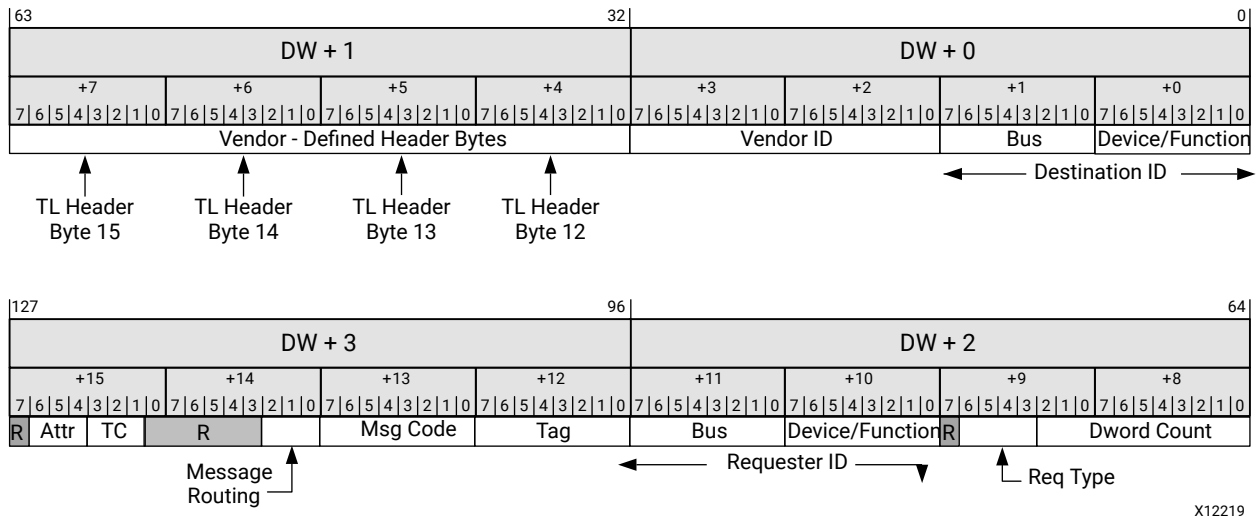 63 32 0
DW + 1 DW + 0
+7 +6 +5 +4 +3 +2 +1 +0
7 6 5 4 3 2 1 0 7 6 5 4 3 2 1 0 7 6 5 4 3 2 1 0 7 6 5 4 3 2 1 0 7 6 5 4 3 2 1 0 7 6 5 4 3 2 1 0 7 6 5 4 3 2 1 0 7 6 5 4 3 2 1 0
Vendor - Defined Header Bytes Vendor ID Bus Device/Function
Destination ID
TL Header TL Header TL Header TL Header
Byte 15 Byte 14 Byte 13 Byte 12
127 96 64
DW + 3 DW + 2
+15 +14 +13 +12 +11 +10 +9 +8
7 6 5 4 3 2 1 0 7 6 5 4 3 2 1 0 7 6 5 4 3 2 1 0 7 6 5 4 3 2 1 0 7 6 5 4 3 2 1 0 7 6 5 4 3 2 1 0 7 6 5 4 3 2 1 0 7 6 5 4 3 2 1 0
R Attr TC R Msg Code Tag Bus Device/Function R Dword Count
Message Requester ID Req Type
Routing
X12219